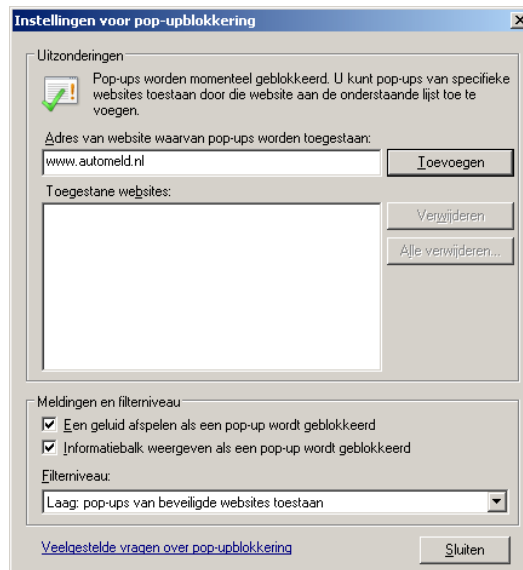 Instellingen voor pop-upblokkering
Uitzonderingen
Pop-ups worden momenteel geblokkeerd. U kunt pop-ups van specifieke
websites toestaan door die website aan de onderstaande lijst toe te
voegen.
Adres van website waarvan pop-ups worden toegestaan:
www.automeld.nl
Toevoegen
Toegestane websites:
Verwijderen
Alle verwijderen...
Meldingen en filterniveau
Een geluid afspelen als een pop-up wordt geblokkeerd
Informatiebalk weergeven als een pop-up wordt geblokkeerd
Filterniveau:
Laag: pop-ups van beveiligde websites toestaan
Veelgestelde vragen over pop-upblokkering
Sluiten